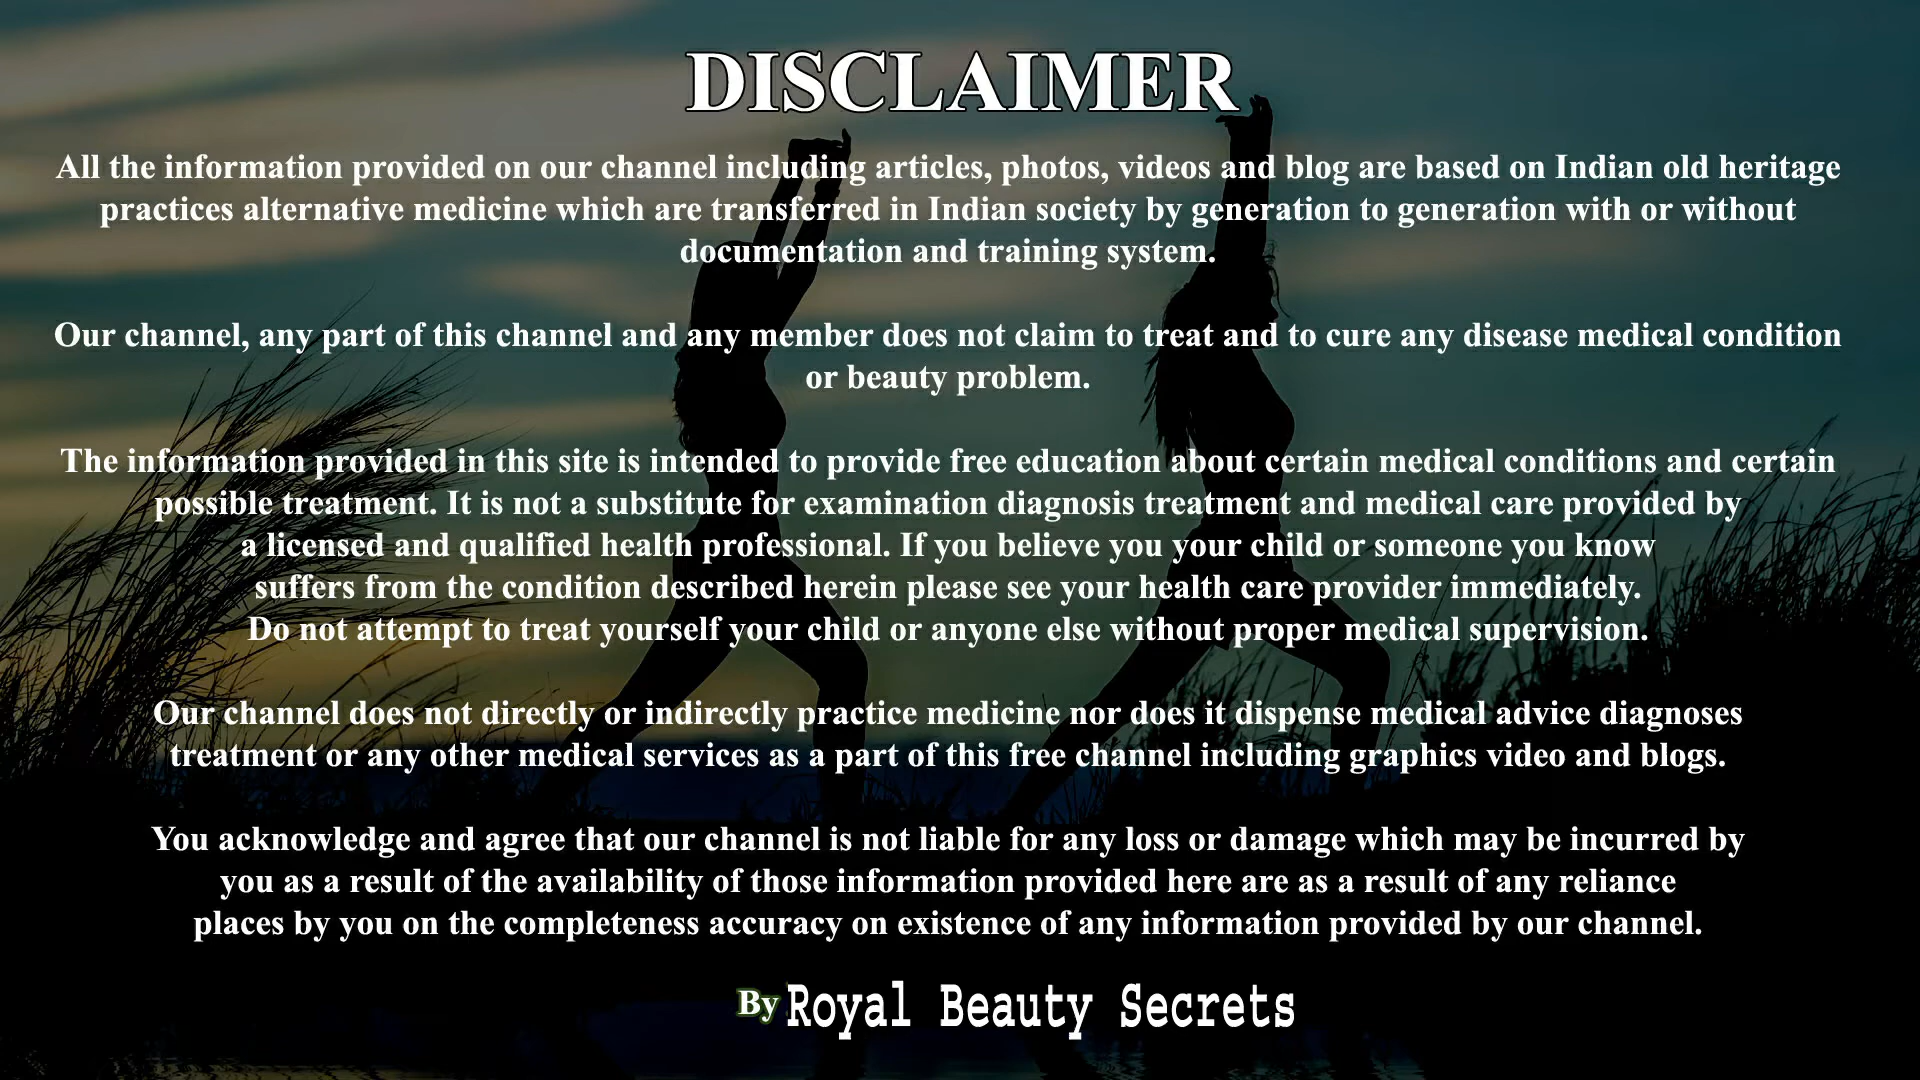 DISCLAIMER
All the information provided on our channel including articles, photos, videos and blog are based on Indian old heritage
practices alternative medicine which are transferred in Indian society by generation to generation with or without
documentation and training system.
Our channel, any part of this channel and any member does not claim to treat and to cure any disease medical condition
or beauty problem.
The information provided in this site is intended to provide free education about certain medical conditions and certain
possible treatment. It is not a substitute for examination diagnosis treatment and medical care provided by
a licensed and qualified health professional. If you believe you your child or someone you know
suffers from the condition described herein please see your health care provider immediately.
Do not attempt to treat yourself your child or anyone else without proper medical supervision.
Our channel does not directly or indirectly practice medicine nor does it dispense medical advice diagnoses
treatment or any other medical services as a part of this free channel including graphics video and blogs.
You acknowledge and agree that our channel is not liable for any loss or damage which may be incurred by
you as a result of the availability of those information provided here are as a result of any reliance
places by you on the completeness accuracy on existence of any information provided by our channel.
By Royal Beauty Secrets